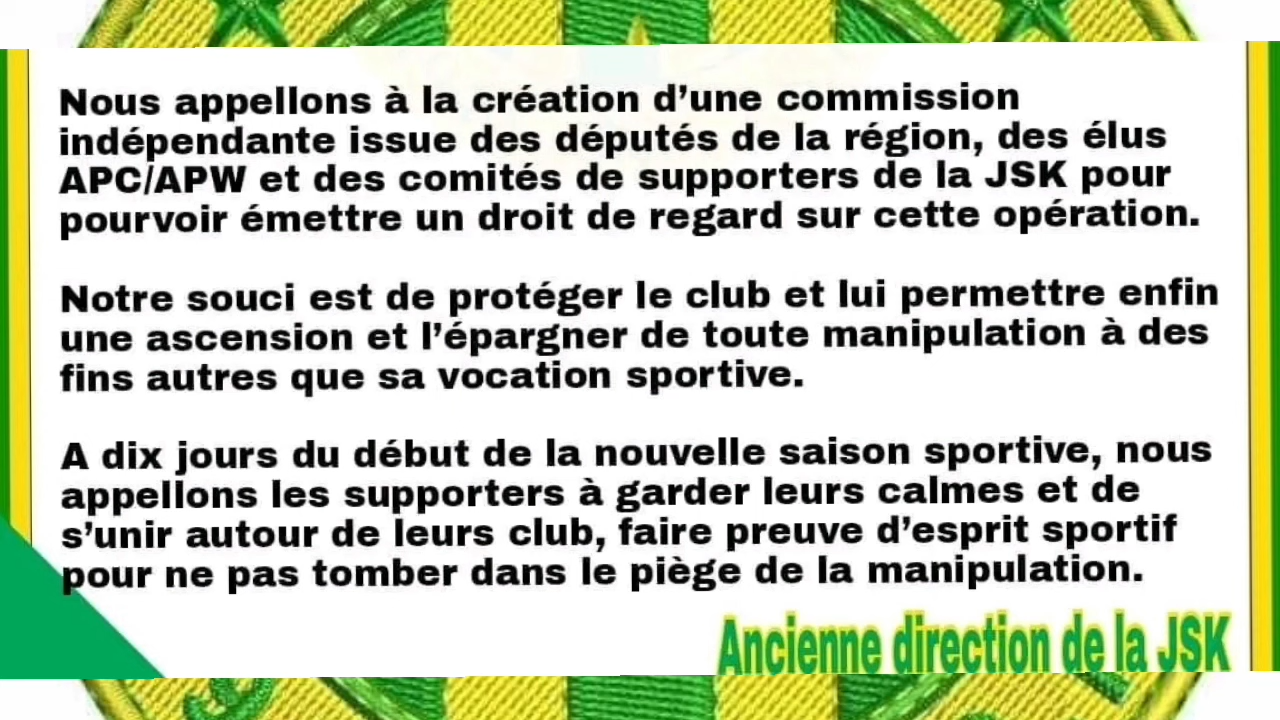 Nous appellons à la création d’une commission
indépendante issue des députés de la région, des élus
APC/APW et des comités de supporters de la JSK pour
pourvoir émettre un droit de regard sur cette opération.
Notre souci est de protéger le club et lui permettre enfin
une ascension et l’épargner de toute manipulation à des
fins autres que sa vocation sportive.
A dix jours du début de la nouvelle saison sportive, nous
appellons les supporters à garder leurs calmes et de
s’unir autour de leurs club, faire preuve d’esprit sportif
pour ne pas tomber dans le piège de la manipulation.
Ancienne direction de la JSK